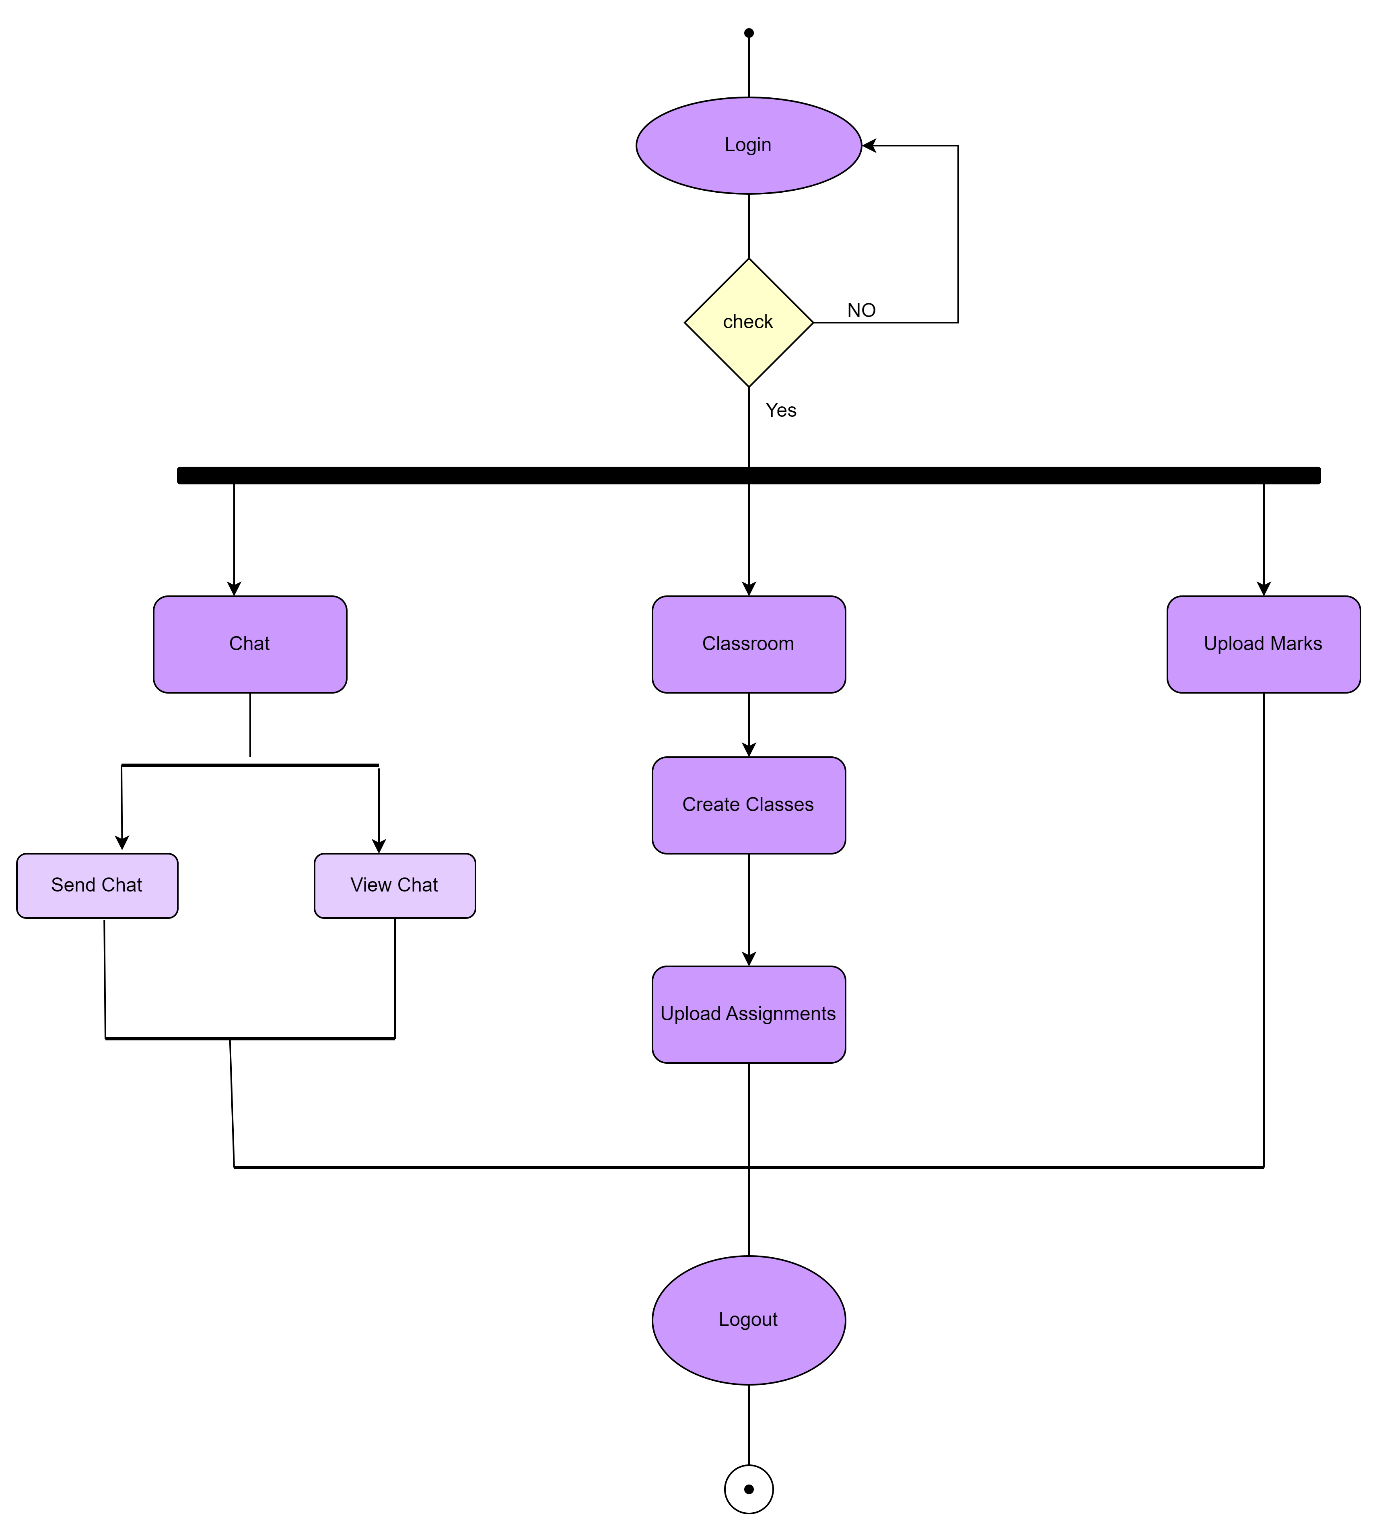 Login
check
NO
Yes
Chat
Classroom
Upload Marks
Create Classes
Send Chat
View Chat
Upload Assignments
Logout